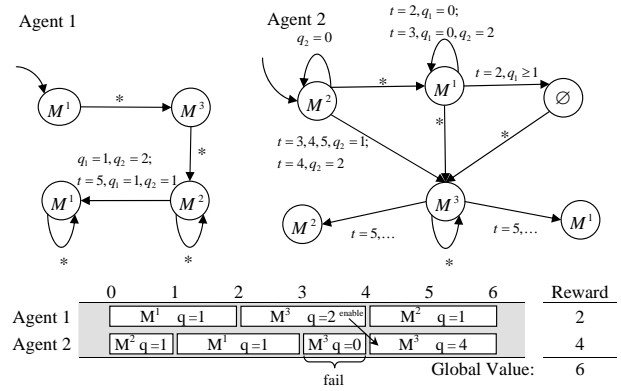 Agent 1
Agent 2
q₂ = 0
t = 2, q₁ = 0;
t = 3, q₁ = 0, q₂ = 2
t = 2, q₁ ≥ 1
M¹
*
M³
M²
*
M¹
∅
*
*
*
t = 3, 4, 5, q₂ = 1;
t = 4, q₂ = 2
q₁ = 1, q₂ = 2;
t = 5, q₁ = 1, q₂ = 1
M¹
M²
M³
M²
M¹
t = 5,...
t = 5,...
*
*
*
0 1 2 3 4 5 6 Reward
Agent 1 M¹ q=1 M³ q=2 enable M² q=1 2
Agent 2 M² q=1 M¹ q=1 M³ q=0 M³ q=4 4
fail
Global Value: 6